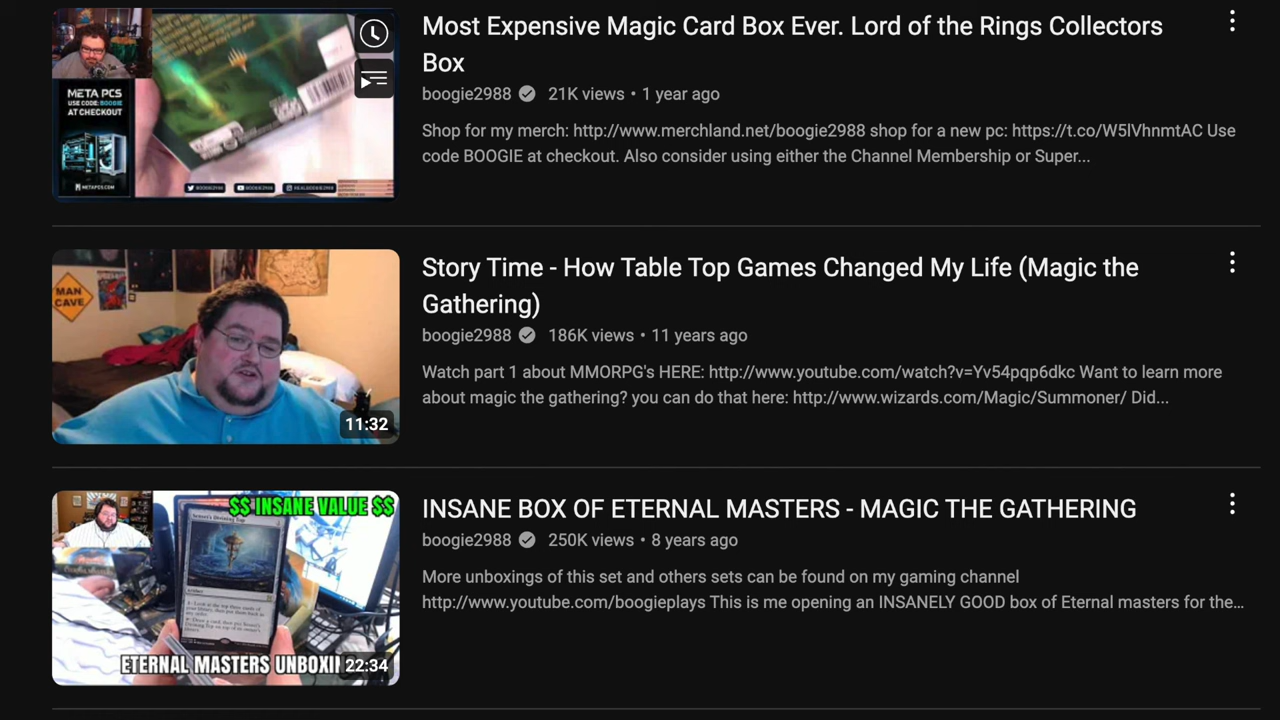 META PCS
USE CODE: BOOGIE
AT CHECKOUT
METAPCS.COM
Most Expensive Magic Card Box Ever. Lord of the Rings Collectors
Box
boogie2988 21K views • 1 year ago
Shop for my merch: http://www.merchland.net/boogie2988 shop for a new pc: https://t.co/W5lVhnmtAC Use
code BOOGIE at checkout. Also consider using either the Channel Membership or Super...
MAN
CAVE
11:32
Story Time - How Table Top Games Changed My Life (Magic the
Gathering)
boogie2988 186K views • 11 years ago
Watch part 1 about MMORPG's HERE: http://www.youtube.com/watch?v=Yv54pqp6dkc Want to learn more
about magic the gathering? you can do that here: http://www.wizards.com/Magic/Summoner/ Did...
$$ INSANE VALUE $$
Sensei's Divining Top
Artifact
ETERNAL MASTERS UNBOXI
22:34
INSANE BOX OF ETERNAL MASTERS - MAGIC THE GATHERING
boogie2988 250K views • 8 years ago
More unboxings of this set and others sets can be found on my gaming channel
http://www.youtube.com/boogieplays This is me opening an INSANELY GOOD box of Eternal masters for the...